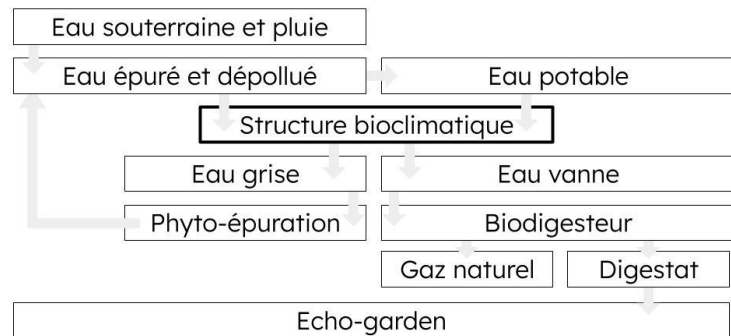 Eau souterraine et pluie
Eau épuré et dépollué
Eau potable
Structure bioclimatique
Eau grise
Eau vanne
Phyto-épuration
Biodigesteur
Gaz naturel
Digestat
Echo-garden